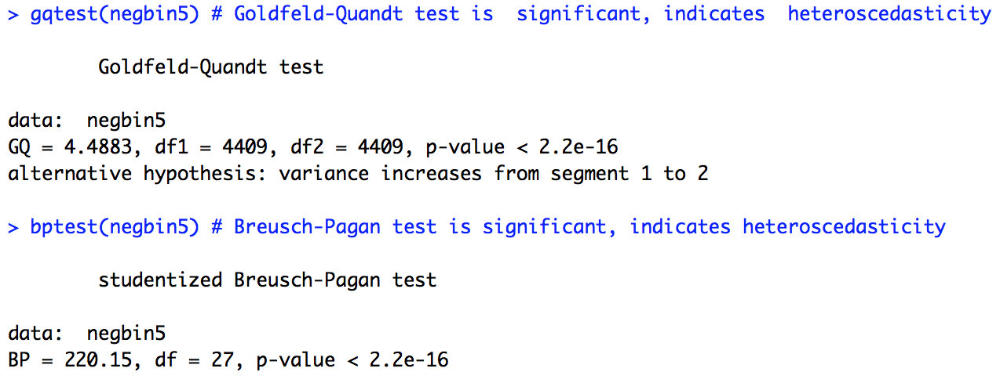 > gqtest(negbin5) # Goldfeld-Quandt test is  significant, indicates  heteroscedasticity
Goldfeld-Quandt test
data:  negbin5
GQ = 4.4883, df1 = 4409, df2 = 4409, p-value < 2.2e-16
alternative hypothesis: variance increases from segment 1 to 2
> bptest(negbin5) # Breusch-Pagan test is significant, indicates heteroscedasticity
studentized Breusch-Pagan test
data:  negbin5
BP = 220.15, df = 27, p-value < 2.2e-16